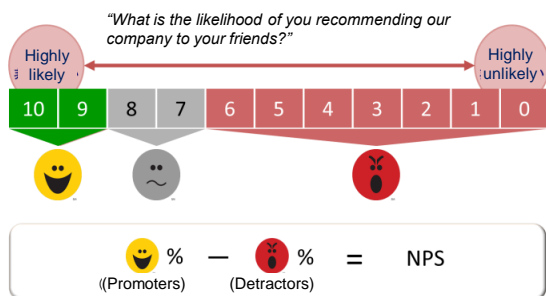 “What is the likelihood of you recommending our
company to your friends?”
Highly
likely
Highly
unlikely
10 9 8 7 6 5 4 3 2 1 0
% — % = NPS
((Promoters) (Detractors)